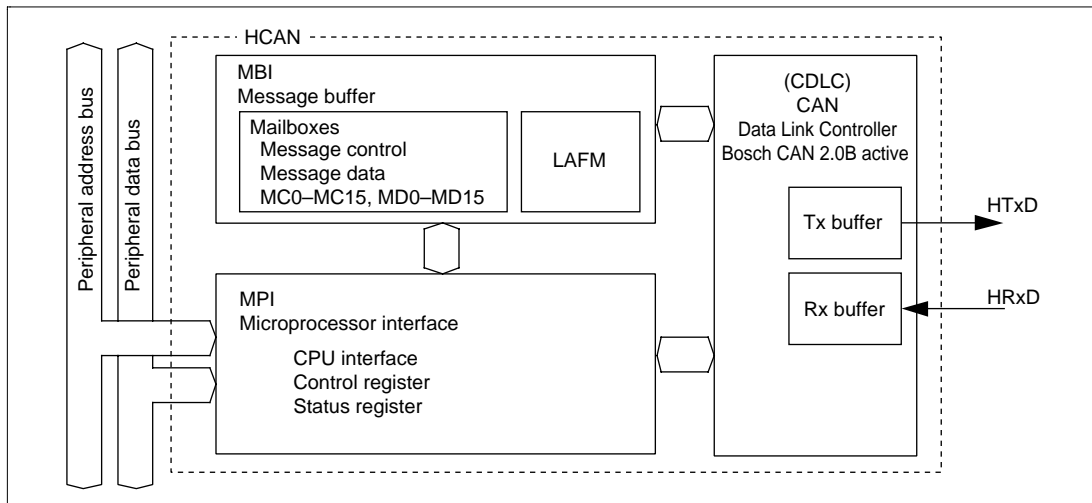 HCAN
Peripheral address bus
Peripheral data bus
MBI
Message buffer
Mailboxes
Message control
Message data
MC0–MC15, MD0–MD15
LAFM
(CDLC)
CAN
Data Link Controller
Bosch CAN 2.0B active
Tx buffer
HTxD
Rx buffer
HRxD
MPI
Microprocessor interface
CPU interface
Control register
Status register